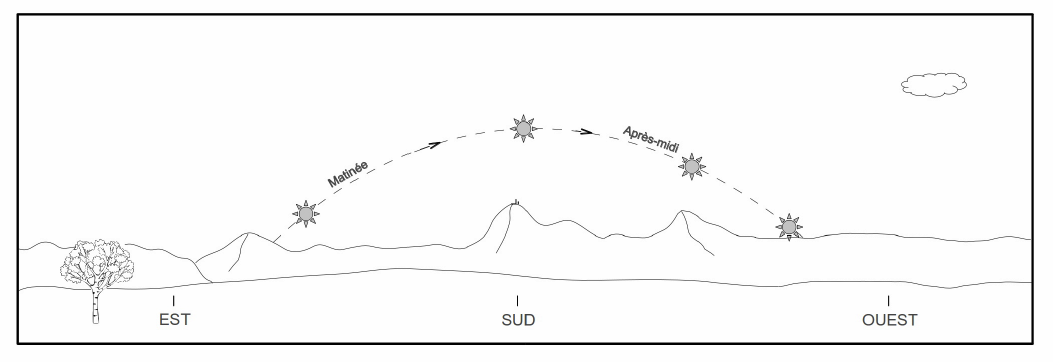 Matinée
Après-midi
EST
SUD
OUEST